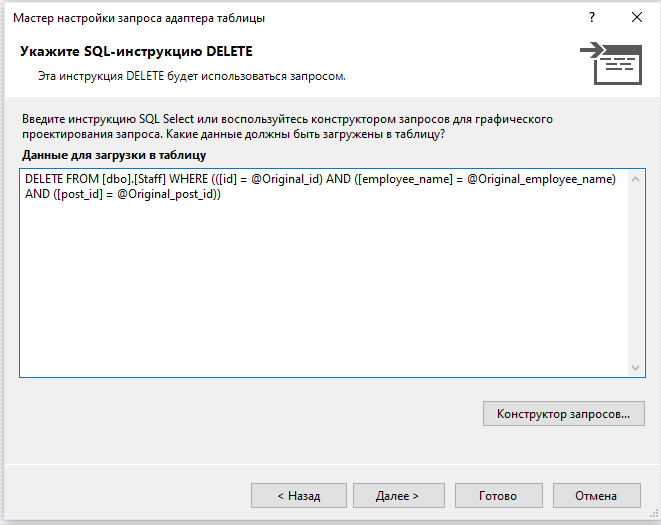 Мастер настройки запроса адаптера таблицы
?
Укажите SQL-инструкцию DELETE
Эта инструкция DELETE будет использоваться запросом.
Введите инструкцию SQL Select или воспользуйтесь конструктором запросов для графического
проектирования запроса. Какие данные должны быть загружены в таблицу?
Данные для загрузки в таблицу
DELETE FROM [dbo].[Staff] WHERE (([id] = @Original_id) AND ([employee_name] = @Original_employee_name)
AND ([post_id] = @Original_post_id))
Конструктор запросов...
< Назад
Далее >
Готово
Отмена